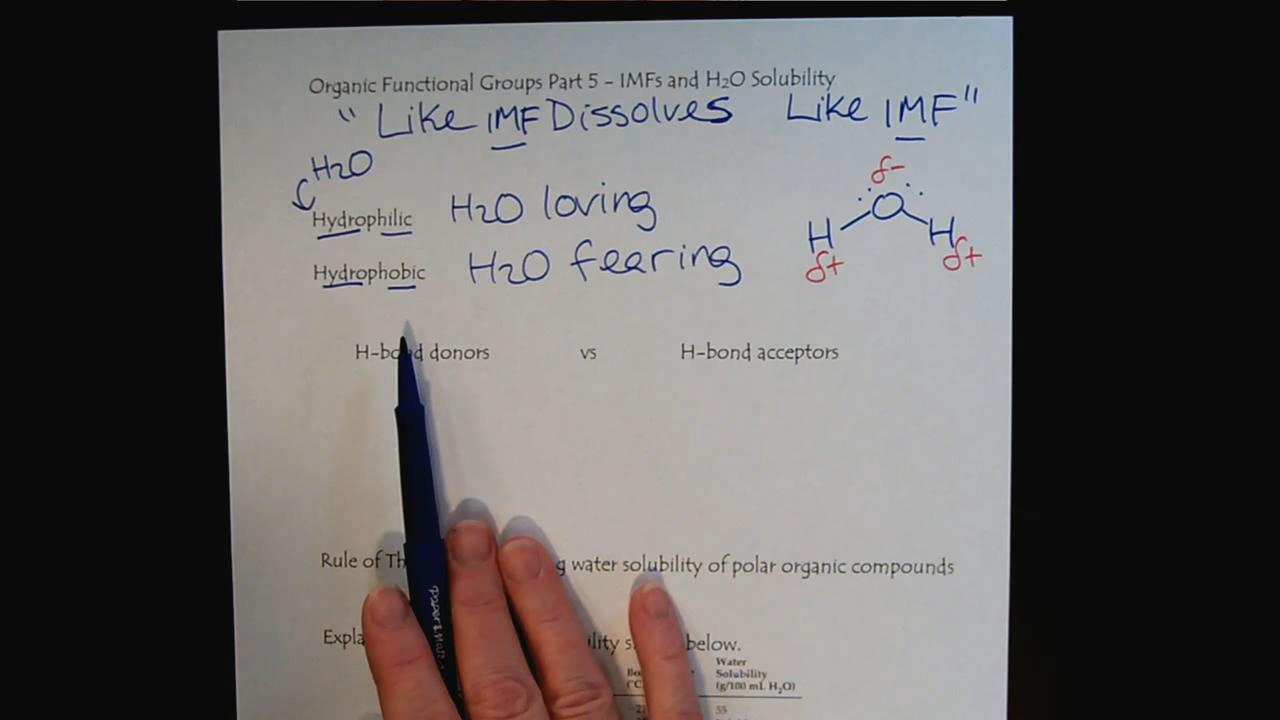 Organic Functional Groups Part 5 – IMFs and H2O Solubility
"Like IMF Dissolves Like IMF"
H2O
Hydrophilic H2O loving
Hydrophobic H2O fearing
δ-
O
H H
δ+ δ+
H-bond donors vs H-bond acceptors
Rule of water solubility of polar organic compounds
below.
Water
Solubility
(°C (g/100 mL H2O)
55